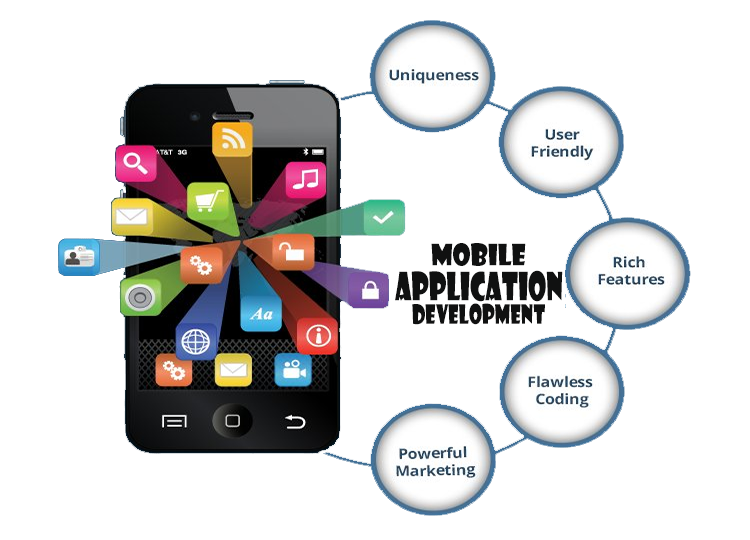 Uniqueness
User
Friendly
AT&T 3G
MOBILE
APPLICATION
DEVELOPMENT
Rich
Features
Aa
Flawless
Coding
Powerful
Marketing